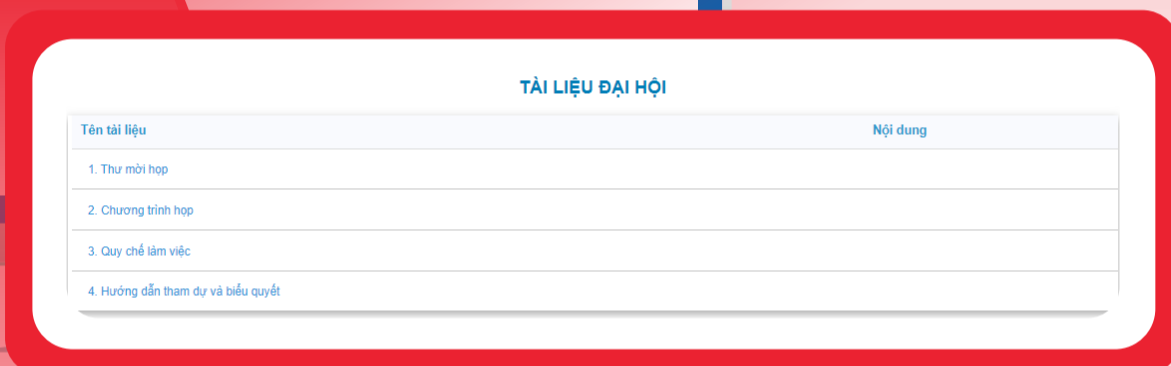 TÀI LIỆU ĐẠI HỘI
Tên tài liệu Nội dung
1. Thư mời họp
2. Chương trình họp
3. Quy chế làm việc
4. Hướng dẫn tham dự và biểu quyết